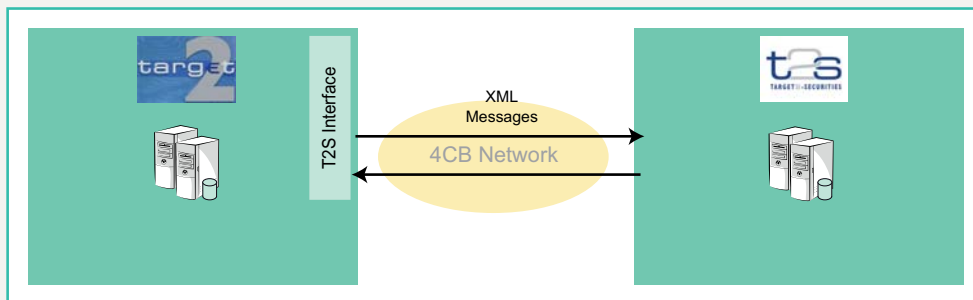 target
2
T2S Interface
XML
Messages
4CB Network
t2s
TARGET2-SECURITIES